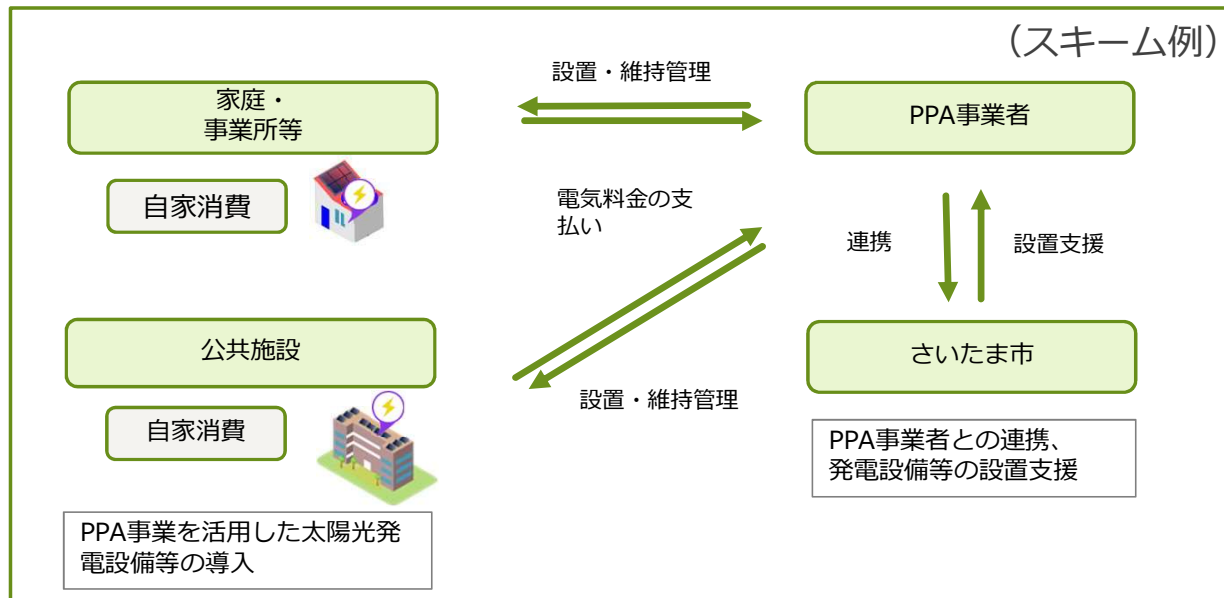 （スキーム例）
設置・維持管理
家庭・
事業所等
PPA事業者
自家消費
電気料金の支
払い
連携
設置支援
公共施設
さいたま市
設置・維持管理
自家消費
PPA事業者との連携、
発電設備等の設置支援
PPA事業を活用した太陽光発
電設備等の導入